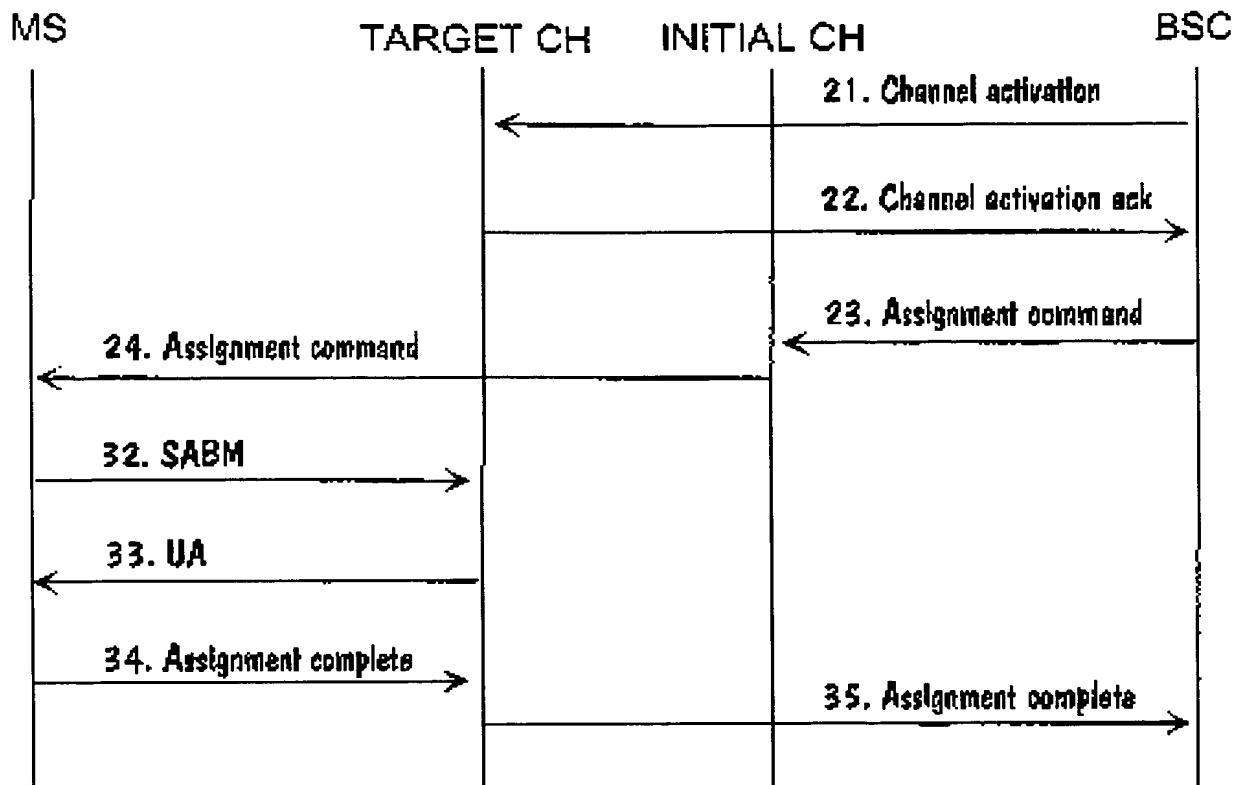 MS
TARGET CH
INITIAL CH
BSC
21. Channel activation
22. Channel activation ack
23. Assignment command
24. Assignment command
32. SABM
33. UA
34. Assignment complete
35. Assignment complete